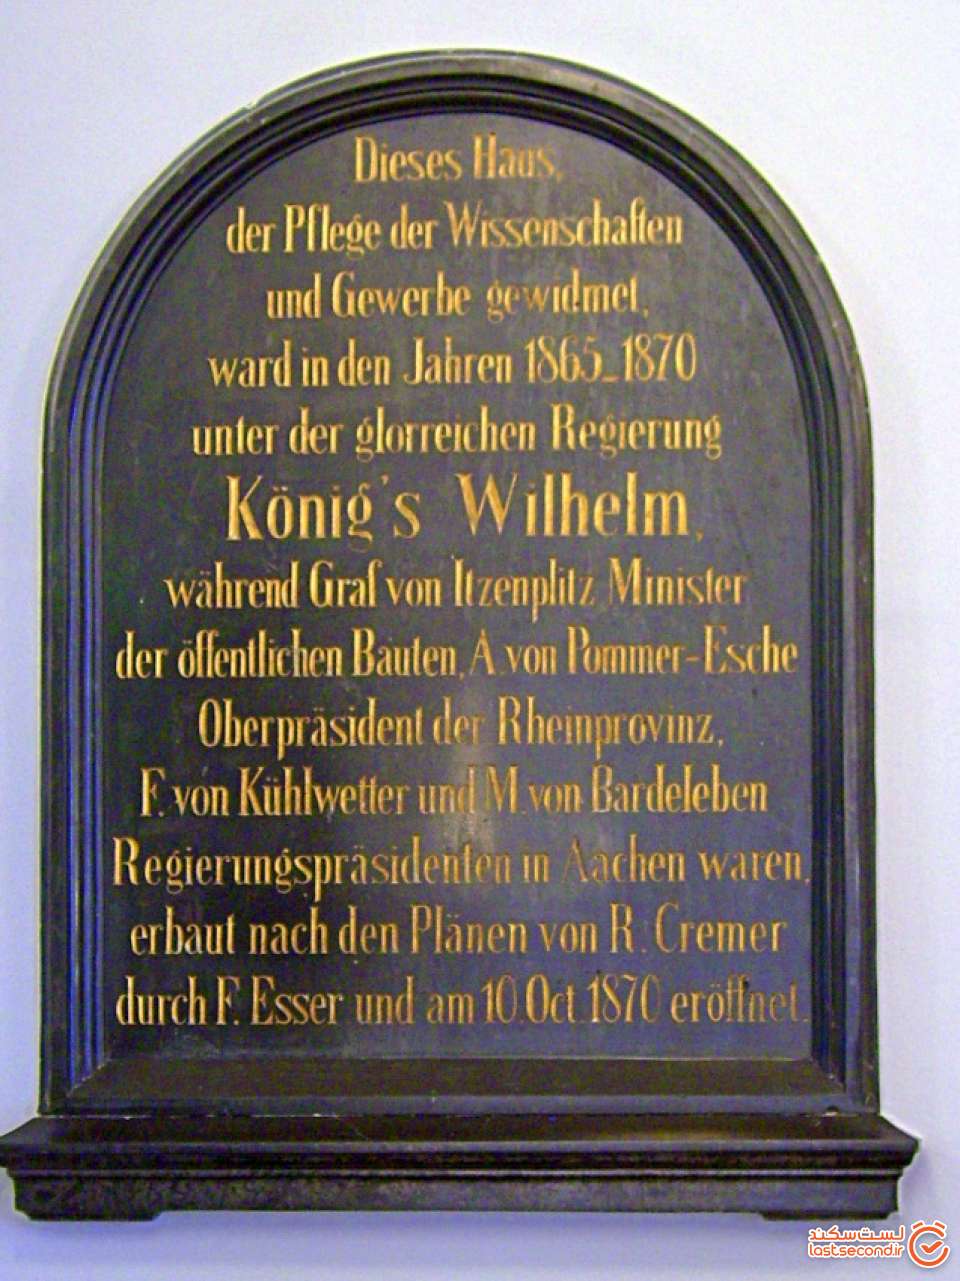 Dieses Haus,
der Pflege der Wissenschaften
und Gewerbe gewidmet,
ward in den Jahren 1865-1870
unter der glorreichen Regierung
König's Wilhelm,
während Graf von Itzenplitz Minister
der öffentlichen Bauten, A. von Pommer-Esche
Oberpräsident der Rheinprovinz,
F. von Kühlwetter und M. von Bardeleben
Regierungspräsidenten in Aachen waren,
erbaut nach den Plänen von R. Cremer
durch F. Esser und am 10. Oct. 1870 eröffnet.
لست‌سکند
lastsecond.ir